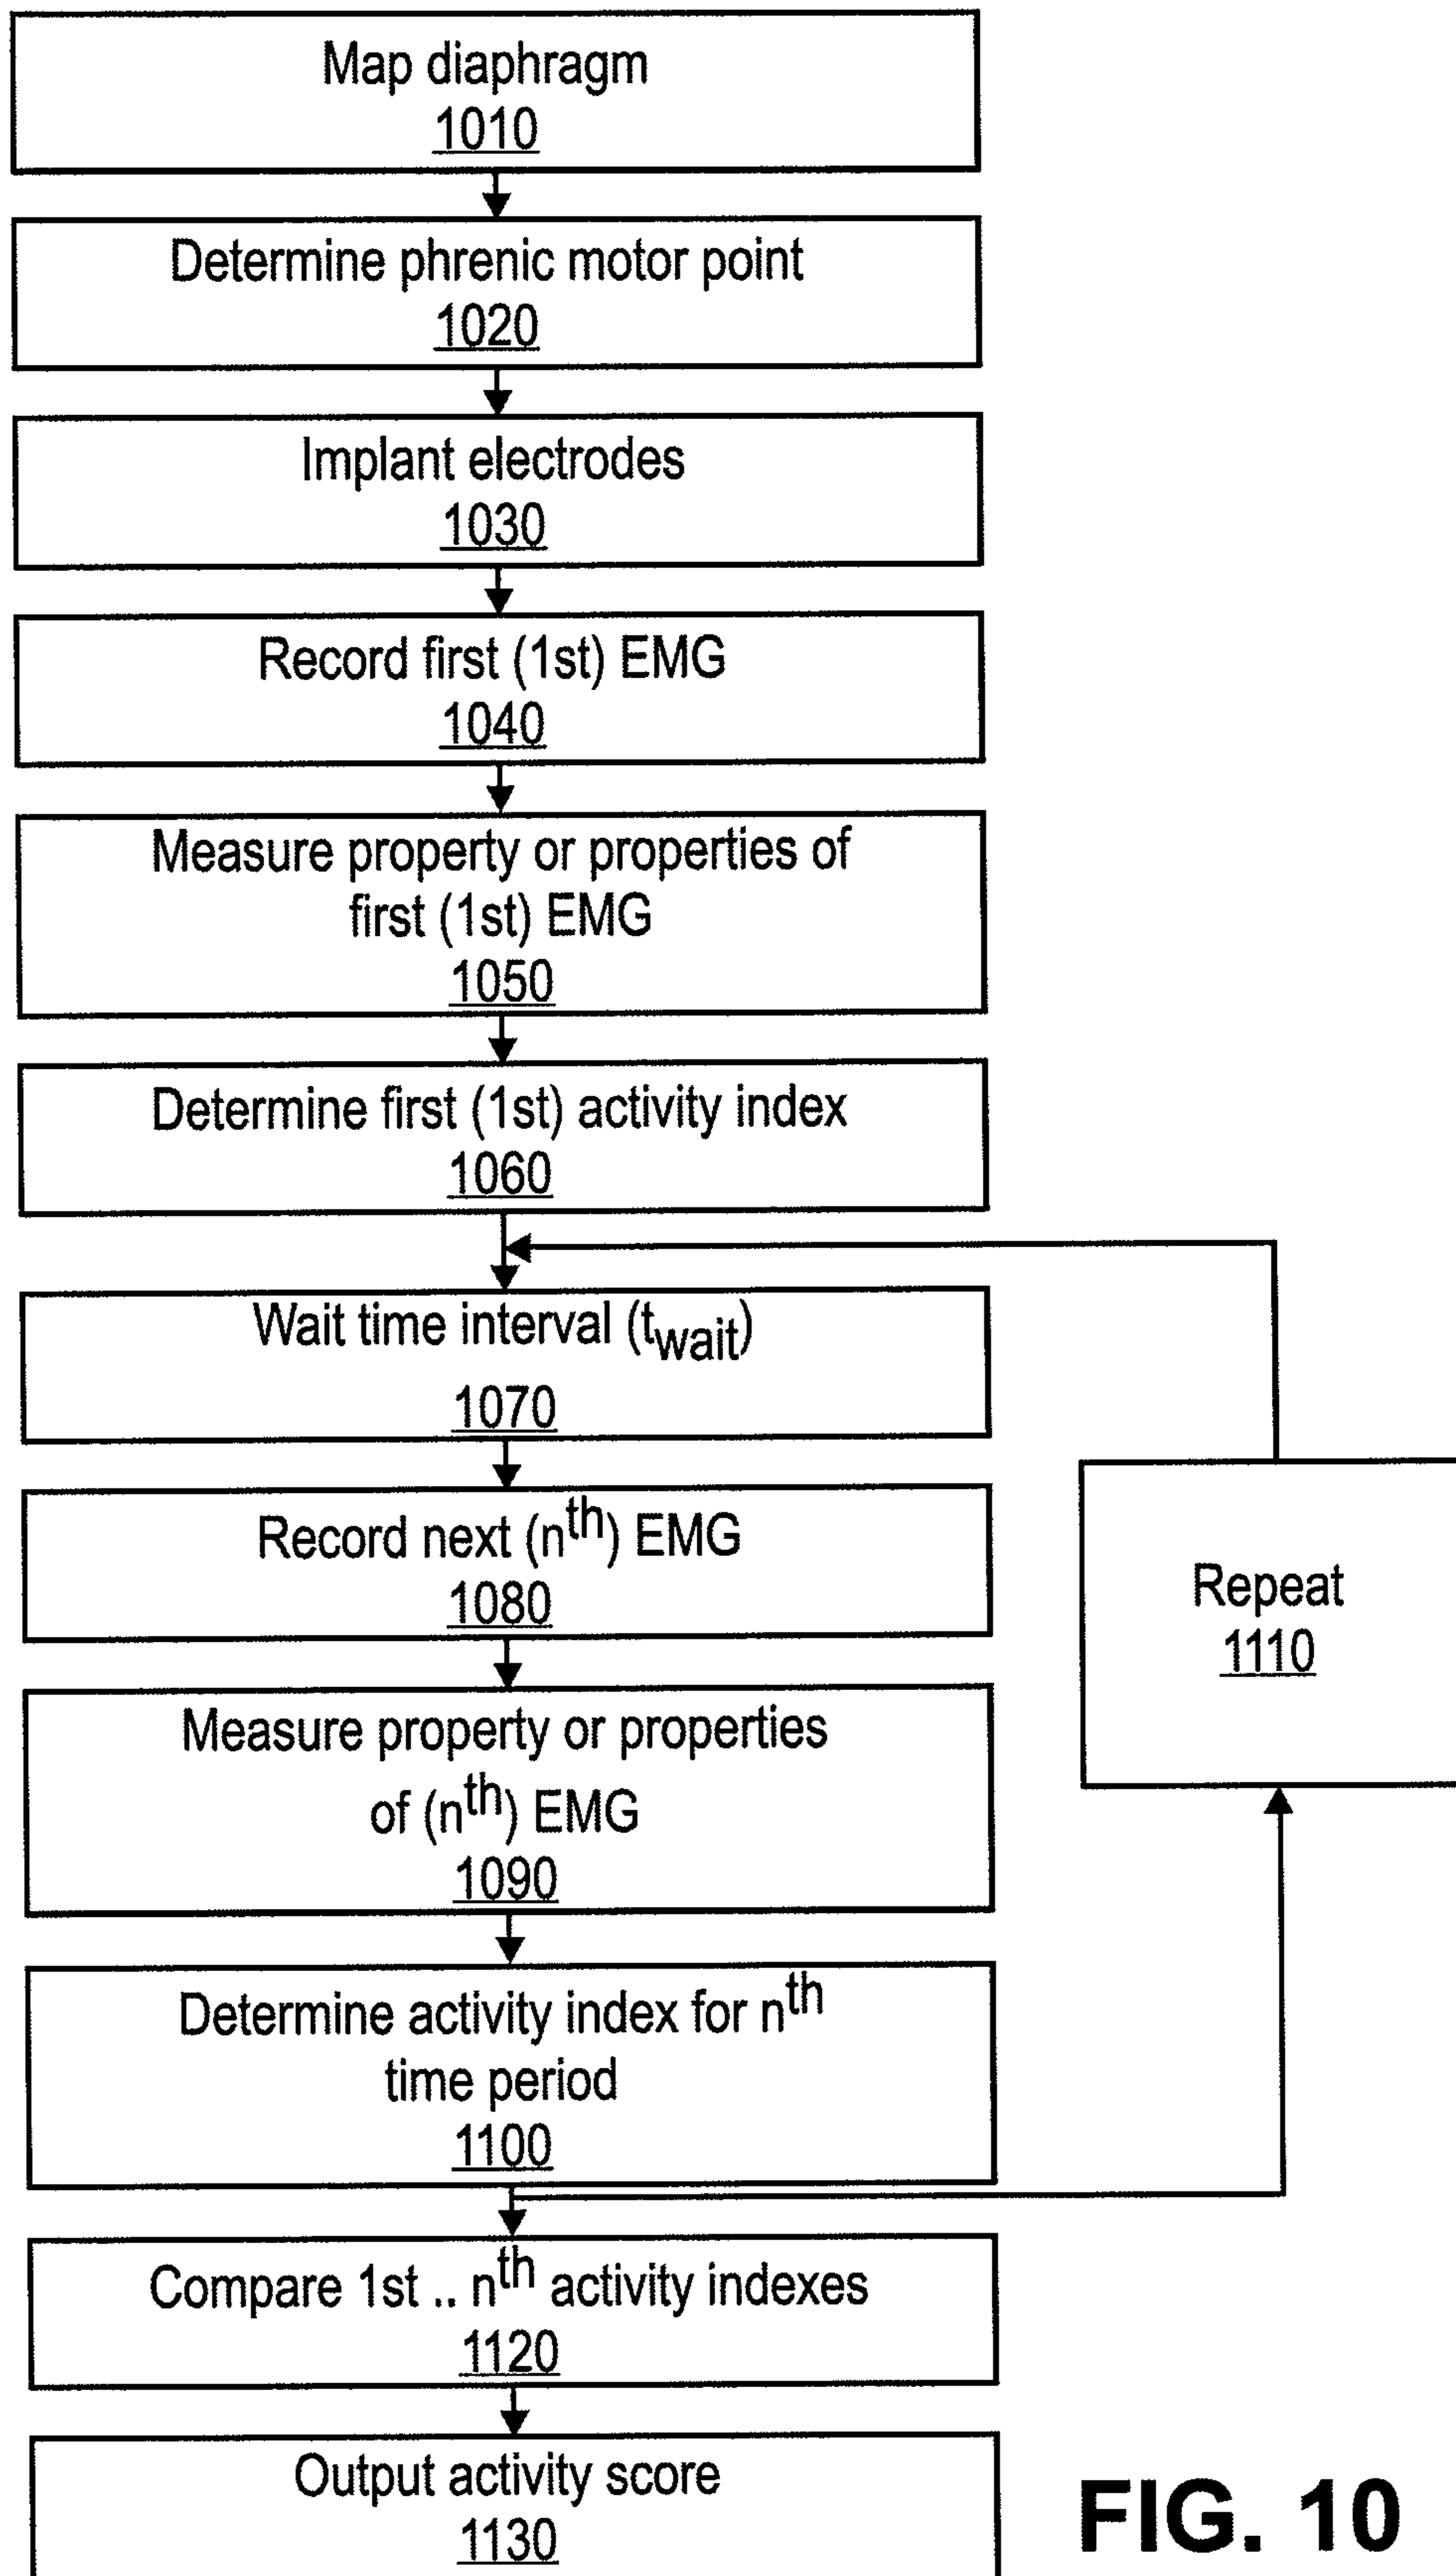 Map diaphragm
1010
Determine phrenic motor point
1020
Implant electrodes
1030
Record first (1st) EMG
1040
Measure property or properties of
first (1st) EMG
1050
Determine first (1st) activity index
1060
Wait time interval (twait)
1070
Record next (nth) EMG
1080
Measure property or properties
of (nth) EMG
1090
Determine activity index for nth
time period
1100
Repeat
1110
Compare 1st .. nth activity indexes
1120
Output activity score
1130
FIG. 10